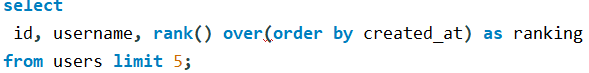 select
id, username, rank() over(order by created_at) as ranking
from users limit 5;